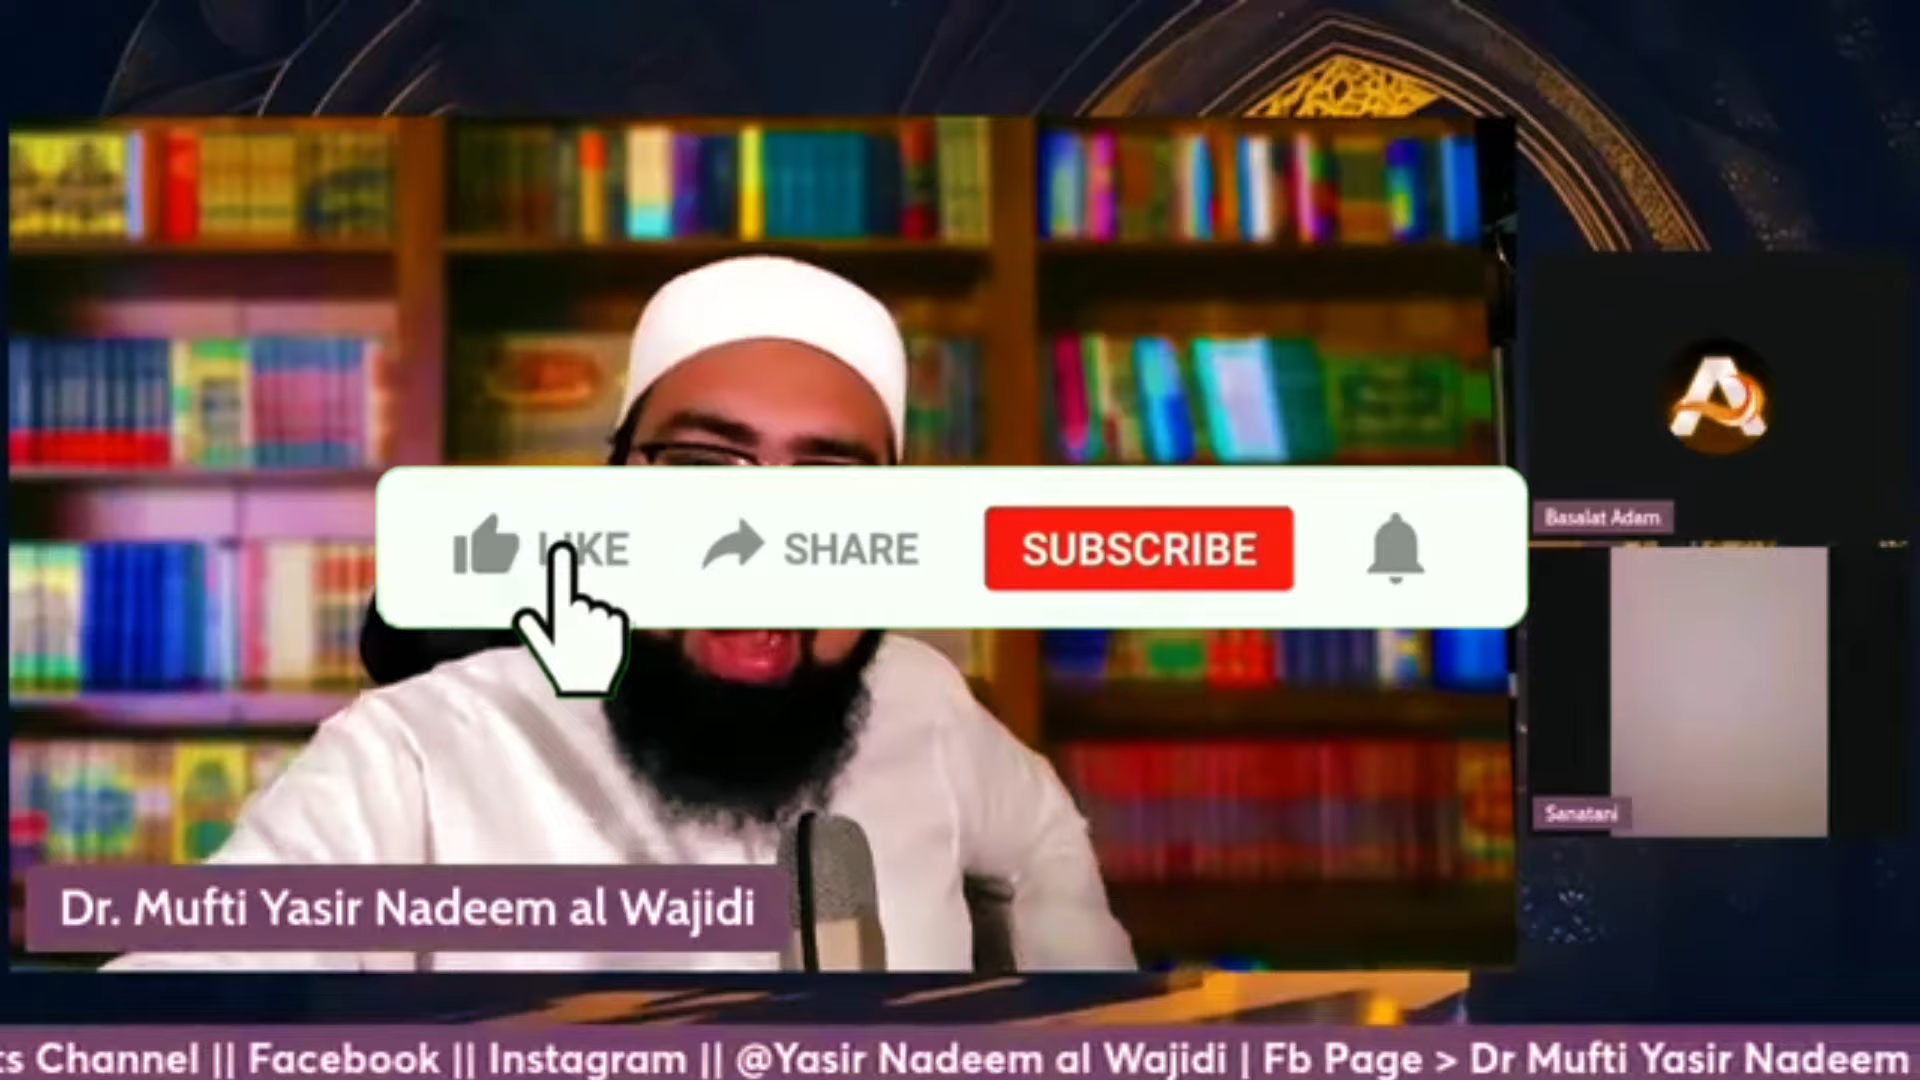 LIKE SHARE SUBSCRIBE
Basalat Adam
Sanatani
Dr. Mufti Yasir Nadeem al Wajidi
ts Channel || Facebook || Instagram || @Yasir Nadeem al Wajidi | Fb Page > Dr Mufti Yasir Nadeem